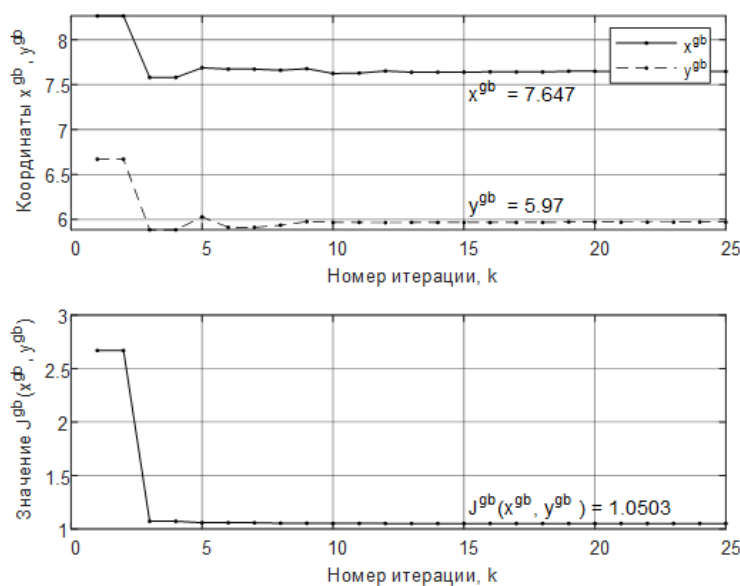 Координаты x^gb, y^gb
8
7.5
7
6.5
6
0 5 10 15 20 25
x^gb
y^gb
x^gb = 7.647
y^gb = 5.97
Номер итерации, k
Значение J^gb(x^gb, y^gb)
3
2.5
2
1.5
1
0 5 10 15 20 25
J^gb(x^gb, y^gb) = 1.0503
Номер итерации, k